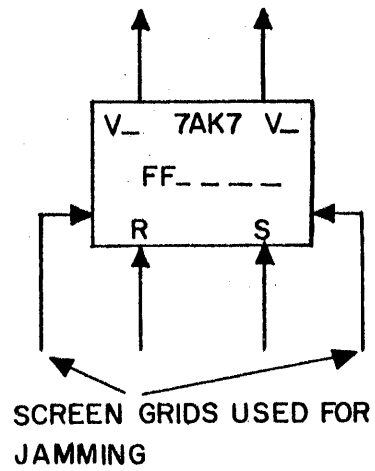 V_ 7AK7 V_
FF_ _ _ _
R S
SCREEN GRIDS USED FOR
JAMMING